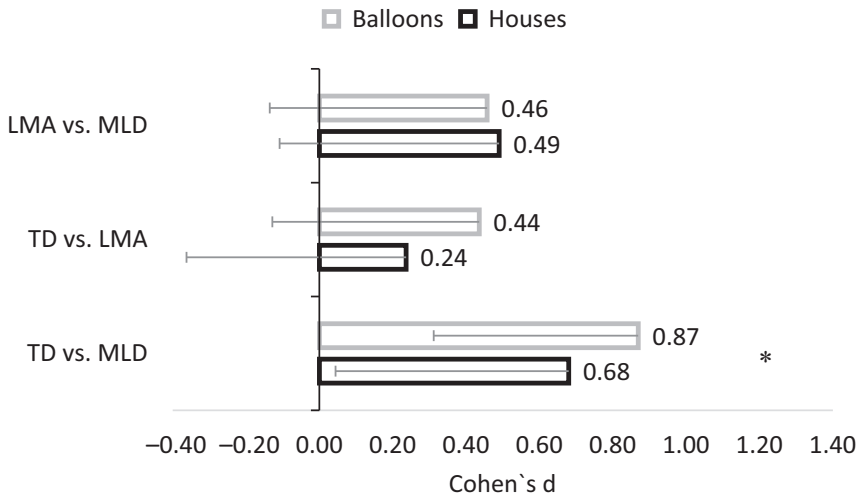 Balloons Houses
LMA vs. MLD
0.46
0.49
TD vs. LMA
0.44
0.24
TD vs. MLD
0.87
0.68
*
–0.40 –0.20 0.00 0.20 0.40 0.60 0.80 1.00 1.20 1.40
Cohen`s d